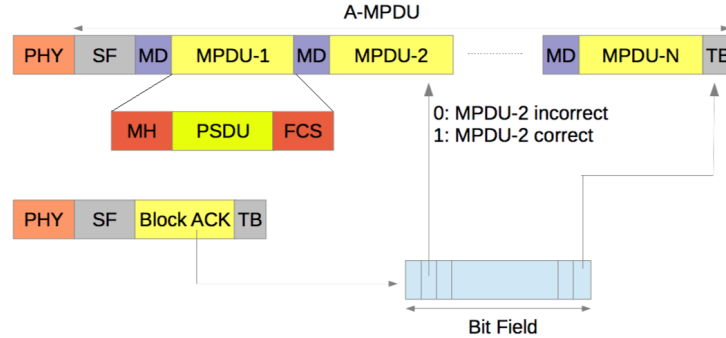 A-MPDU
PHY SF MD MPDU-1 MD MPDU-2 MD MPDU-N TB
MH PSDU FCS
0: MPDU-2 incorrect
1: MPDU-2 correct
PHY SF Block ACK TB
Bit Field